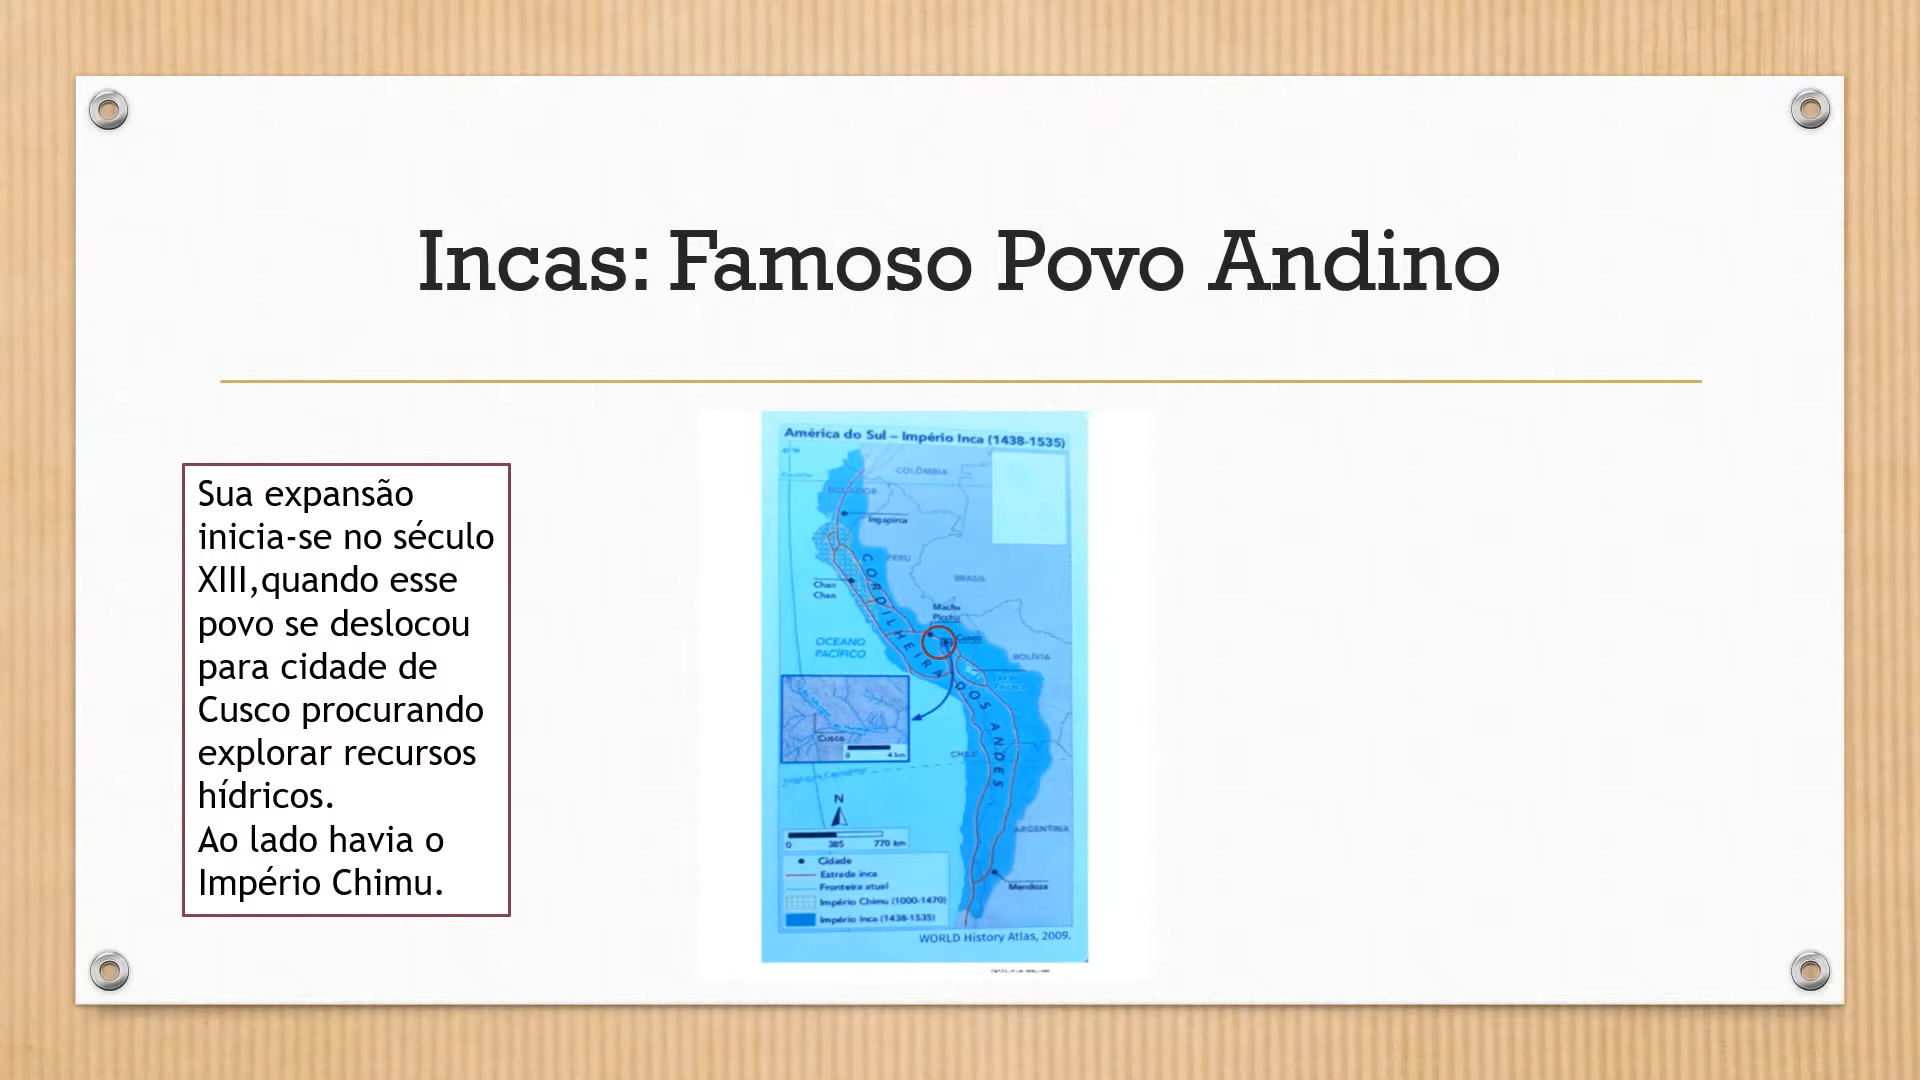 Incas: Famoso Povo Andino
Sua expansão
inicia-se no século
XIII,quando esse
povo se deslocou
para cidade de
Cusco procurando
explorar recursos
hídricos.
Ao lado havia o
Império Chimu.
América do Sul – Império Inca (1438-1535)
COLÔMBIA
EQUADOR
Ingapirca
PERU
CORDILHEIRA DOS ANDES
BRASIL
Chan
Chan
Machu
Picchu
Cusco
OCEANO
PACÍFICO
BOLÍVIA
Cusco
0 4 km
CHILE
N
ARGENTINA
0 385 770 km
Mendoza
Cidade
Estrada inca
Fronteira atual
Império Chimu (1000-1470)
Império Inca (1438-1535)
WORLD History Atlas, 2009.